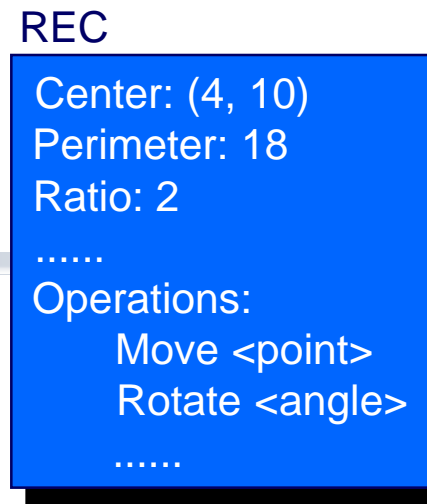 REC
Center: (4, 10)
Perimeter: 18
Ratio: 2
......
Operations:
Move <point>
Rotate <angle>
......